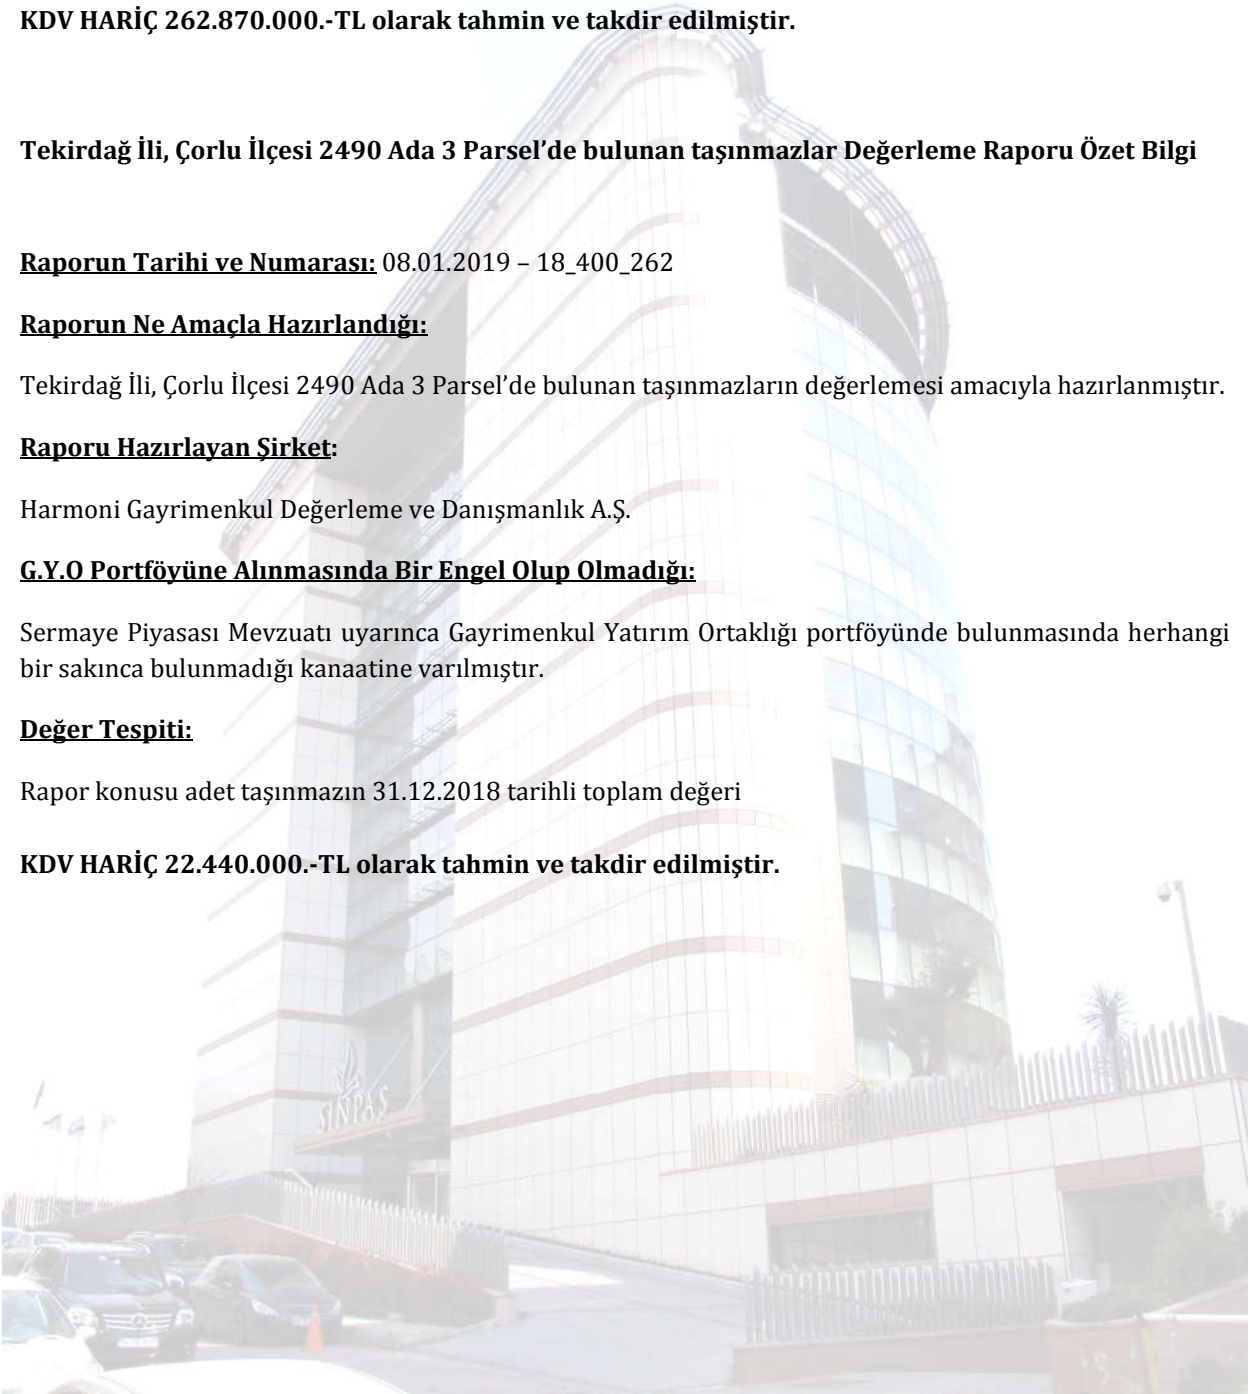 KDV HARİÇ 262.870.000.-TL olarak tahmin ve takdir edilmiştir.
Tekirdağ İli, Çorlu İlçesi 2490 Ada 3 Parsel’de bulunan taşınmazlar Değerleme Raporu Özet Bilgi
Raporun Tarihi ve Numarası: 08.01.2019 – 18_400_262
Raporun Ne Amaçla Hazırlandığı:
Tekirdağ İli, Çorlu İlçesi 2490 Ada 3 Parsel’de bulunan taşınmazların değerlemesi amacıyla hazırlanmıştır.
Raporu Hazırlayan Şirket:
Harmoni Gayrimenkul Değerleme ve Danışmanlık A.Ş.
G.Y.O Portföyüne Alınmasında Bir Engel Olup Olmadığı:
Sermaye Piyasası Mevzuatı uyarınca Gayrimenkul Yatırım Ortaklığı portföyünde bulunmasında herhangi
bir sakınca bulunmadığı kanaatine varılmıştır.
Değer Tespiti:
Rapor konusu adet taşınmazın 31.12.2018 tarihli toplam değeri
KDV HARİÇ 22.440.000.-TL olarak tahmin ve takdir edilmiştir.
SİNPAŞ